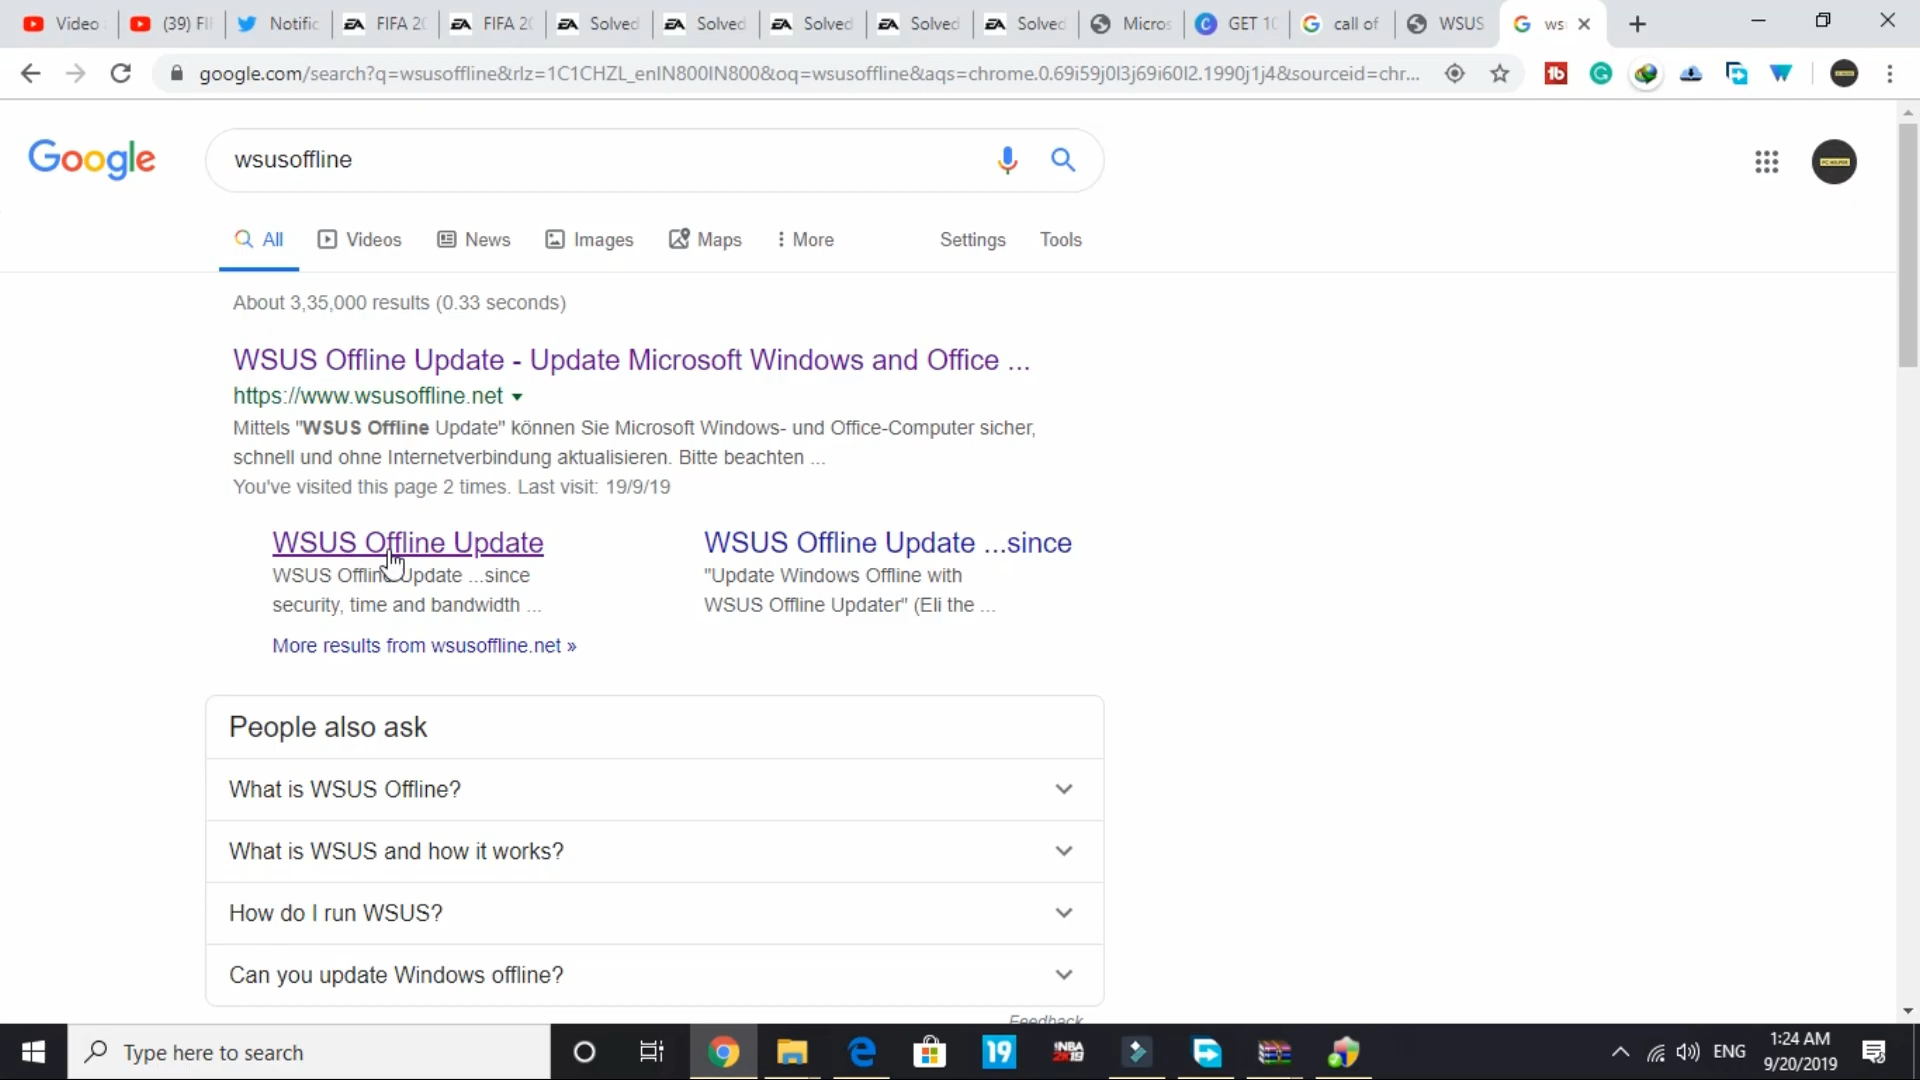 Video
(39) FI
Notific
FIFA 20
FIFA 20
Solved
Solved
Solved
Solved
Solved
Micros
GET 10
call of
WSUS
ws
google.com/search?q=wsusoffline&rlz=1C1CHZL_enIN800IN800&oq=wsusoffline&aqs=chrome.0.69i59j0l3j69i60l2.1990j1j4&sourceid=chr...
Google
wsusoffline
PC HELPER
All
Videos
News
Images
Maps
More
Settings
Tools
About 3,35,000 results (0.33 seconds)
WSUS Offline Update - Update Microsoft Windows and Office ...
https://www.wsusoffline.net
Mittels "WSUS Offline Update" können Sie Microsoft Windows- und Office-Computer sicher,
schnell und ohne Internetverbindung aktualisieren. Bitte beachten ...
You've visited this page 2 times. Last visit: 19/9/19
WSUS Offline Update
WSUS Offline Update ...since
security, time and bandwidth ...
WSUS Offline Update ...since
"Update Windows Offline with
WSUS Offline Updater" (Eli the ...
More results from wsusoffline.net »
People also ask
What is WSUS Offline?
What is WSUS and how it works?
How do I run WSUS?
Can you update Windows offline?
Feedback
Type here to search
19
NBA
2K19
ENG
1:24 AM
9/20/2019